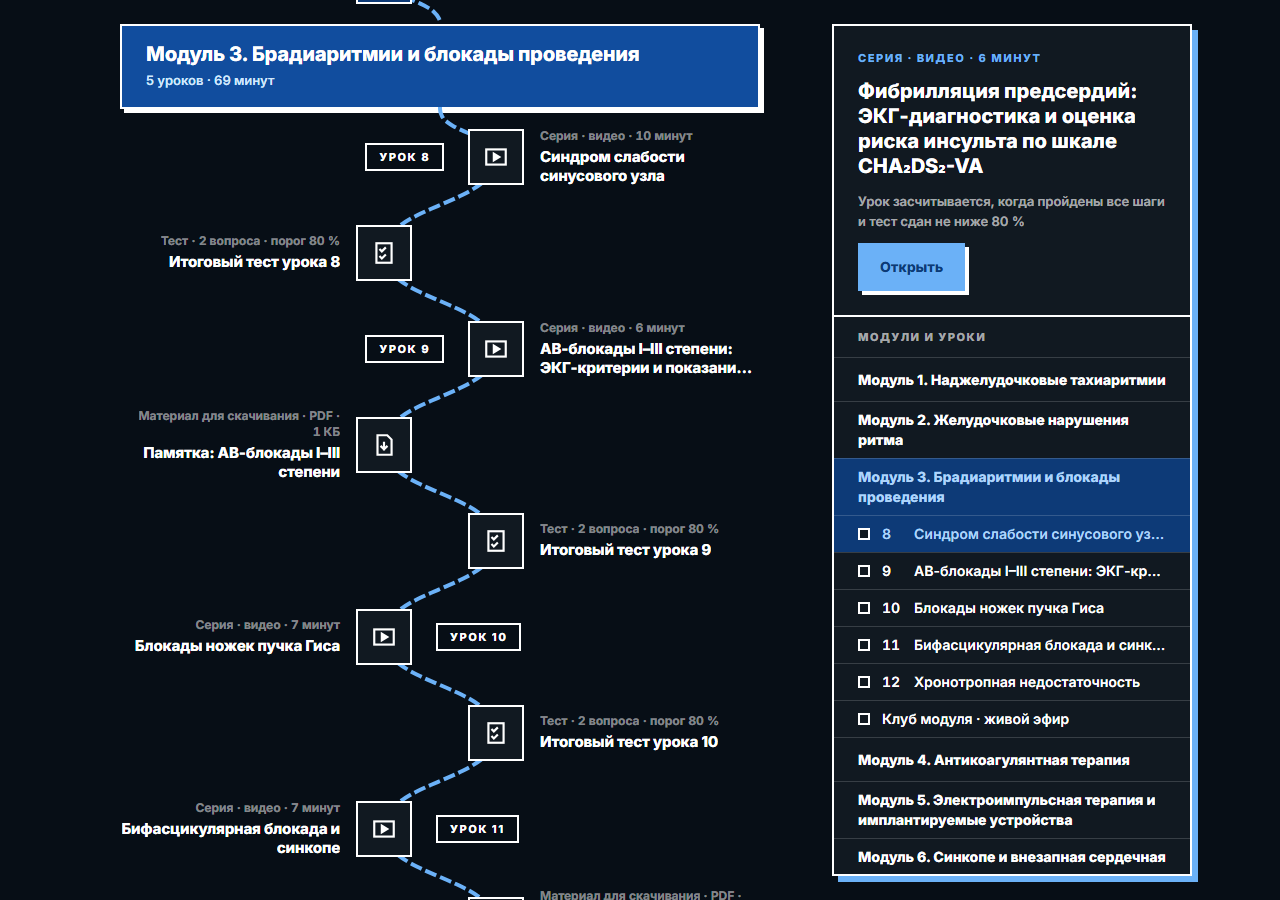 Модуль 3. Брадиаритмии и блокады проведения
5 уроков · 69 минут
УРОК 8
Серия · видео · 10 минут
Синдром слабости
синусового узла
Тест · 2 вопроса · порог 80 %
Итоговый тест урока 8
УРОК 9
Серия · видео · 6 минут
АВ-блокады I–III степени:
ЭКГ-критерии и показани…
Материал для скачивания · PDF ·
1 КБ
Памятка: АВ-блокады I–III
степени
Тест · 2 вопроса · порог 80 %
Итоговый тест урока 9
Серия · видео · 7 минут
Блокады ножек пучка Гиса
УРОК 10
Тест · 2 вопроса · порог 80 %
Итоговый тест урока 10
Серия · видео · 7 минут
Бифасцикулярная блокада и
синкопе
УРОК 11
Материал для скачивания · PDF ·
СЕРИЯ · ВИДЕО · 6 МИНУТ
Фибрилляция предсердий:
ЭКГ-диагностика и оценка
риска инсульта по шкале
CHA₂DS₂-VA
Урок засчитывается, когда пройдены все шаги
и тест сдан не ниже 80 %
Открыть
МОДУЛИ И УРОКИ
Модуль 1. Наджелудочковые тахиаритмии
Модуль 2. Желудочковые нарушения
ритма
Модуль 3. Брадиаритмии и блокады
проведения
8 Синдром слабости синусового уз…
9 АВ-блокады I–III степени: ЭКГ-кр…
10 Блокады ножек пучка Гиса
11 Бифасцикулярная блокада и синк…
12 Хронотропная недостаточность
Клуб модуля · живой эфир
Модуль 4. Антикоагулянтная терапия
Модуль 5. Электроимпульсная терапия и
имплантируемые устройства
Модуль 6. Синкопе и внезапная сердечная